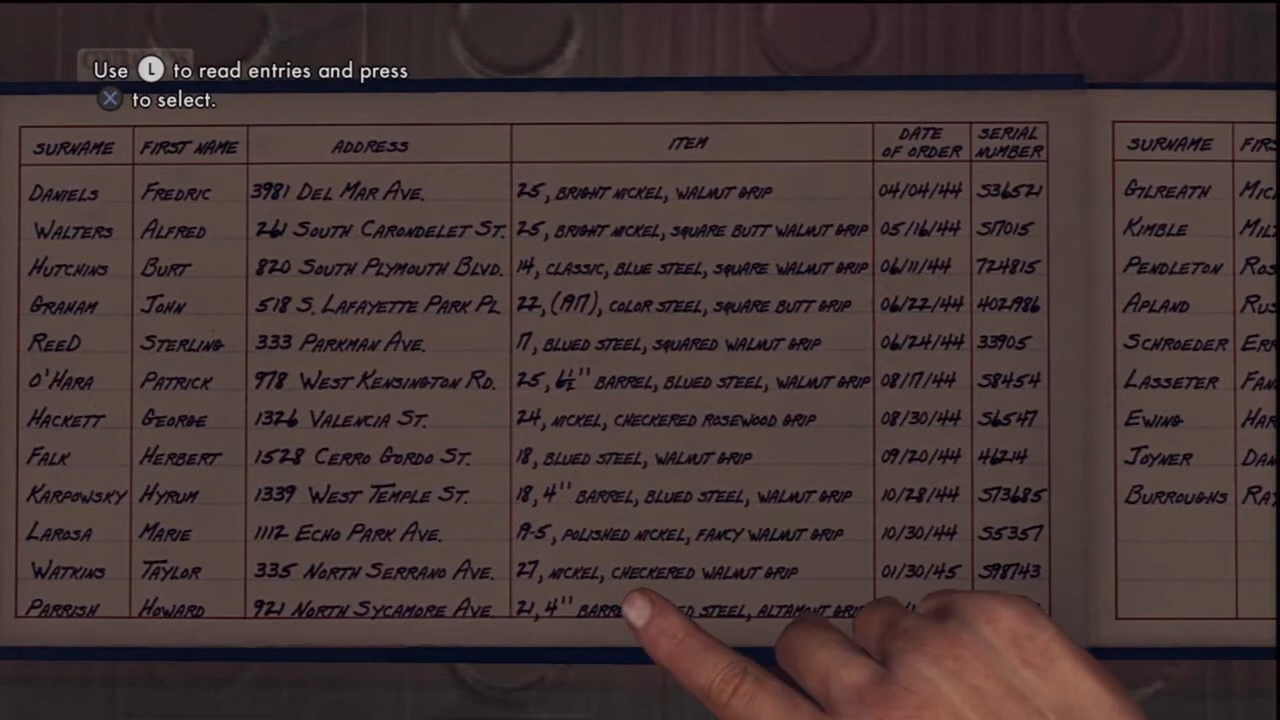 Use L to read entries and press
X to select.
SURNAME FIRST NAME ADDRESS ITEM DATE OF ORDER SERIAL NUMBER
DANIELS FREDRIC 3981 DEL MAR AVE. 25, BRIGHT NICKEL, WALNUT GRIP 04/04/44 S36521
WALTERS ALFRED 261 SOUTH CARONDELET ST. 25, BRIGHT NICKEL, SQUARE BUTT WALNUT GRIP 05/16/44 S17015
HUTCHINS BURT 820 SOUTH PLYMOUTH BLVD. 14, CLASSIC, BLUE STEEL, SQUARE WALNUT GRIP 06/11/44 724815
GRAHAM JOHN 518 S. LAFAYETTE PARK PL 22, (1917), COLOR STEEL, SQUARE BUTT GRIP 06/22/44 402986
REED STERLING 333 PARKMAN AVE. 17, BLUED STEEL, SQUARED WALNUT GRIP 06/24/44 33905
O'HARA PATRICK 978 WEST KENSINGTON RD. 25, 6½" BARREL, BLUED STEEL, WALNUT GRIP 08/17/44 S8454
HACKETT GEORGE 1326 VALENCIA ST. 24, NICKEL, CHECKERED ROSEWOOD GRIP 08/30/44 S6547
FALK HERBERT 1528 CERRO GORDO ST. 18, BLUED STEEL, WALNUT GRIP 09/20/44 46214
KARPOWSKY HYRUM 1339 WEST TEMPLE ST. 18, 4" BARREL, BLUED STEEL, WALNUT GRIP 10/28/44 S73685
LAROSA MARIE 1112 ECHO PARK AVE. 19-5, POLISHED NICKEL, FANCY WALNUT GRIP 10/30/44 S5357
WATKINS TAYLOR 335 NORTH SERRANO AVE. 27, NICKEL, CHECKERED WALNUT GRIP 01/30/45 S98743
PARRISH HOWARD 921 NORTH SYCAMORE AVE 21, 4" STEEL, ALTAMONT
SURNAME
GILREATH
KIMBLE
PENDLETON
APLAND
SCHROEDER
LASSETER
EWING
JOYNER
BURROUGHS